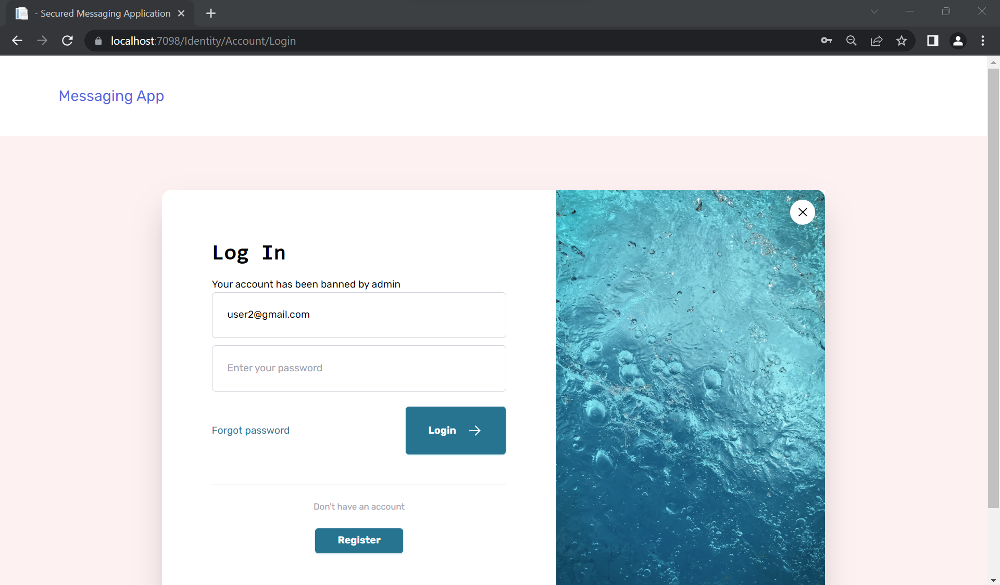 - Secured Messaging Application
localhost:7098/Identity/Account/Login
Messaging App
Log In
Your account has been banned by admin
user2@gmail.com
Enter your password
Forgot password
Login
Don't have an account
Register